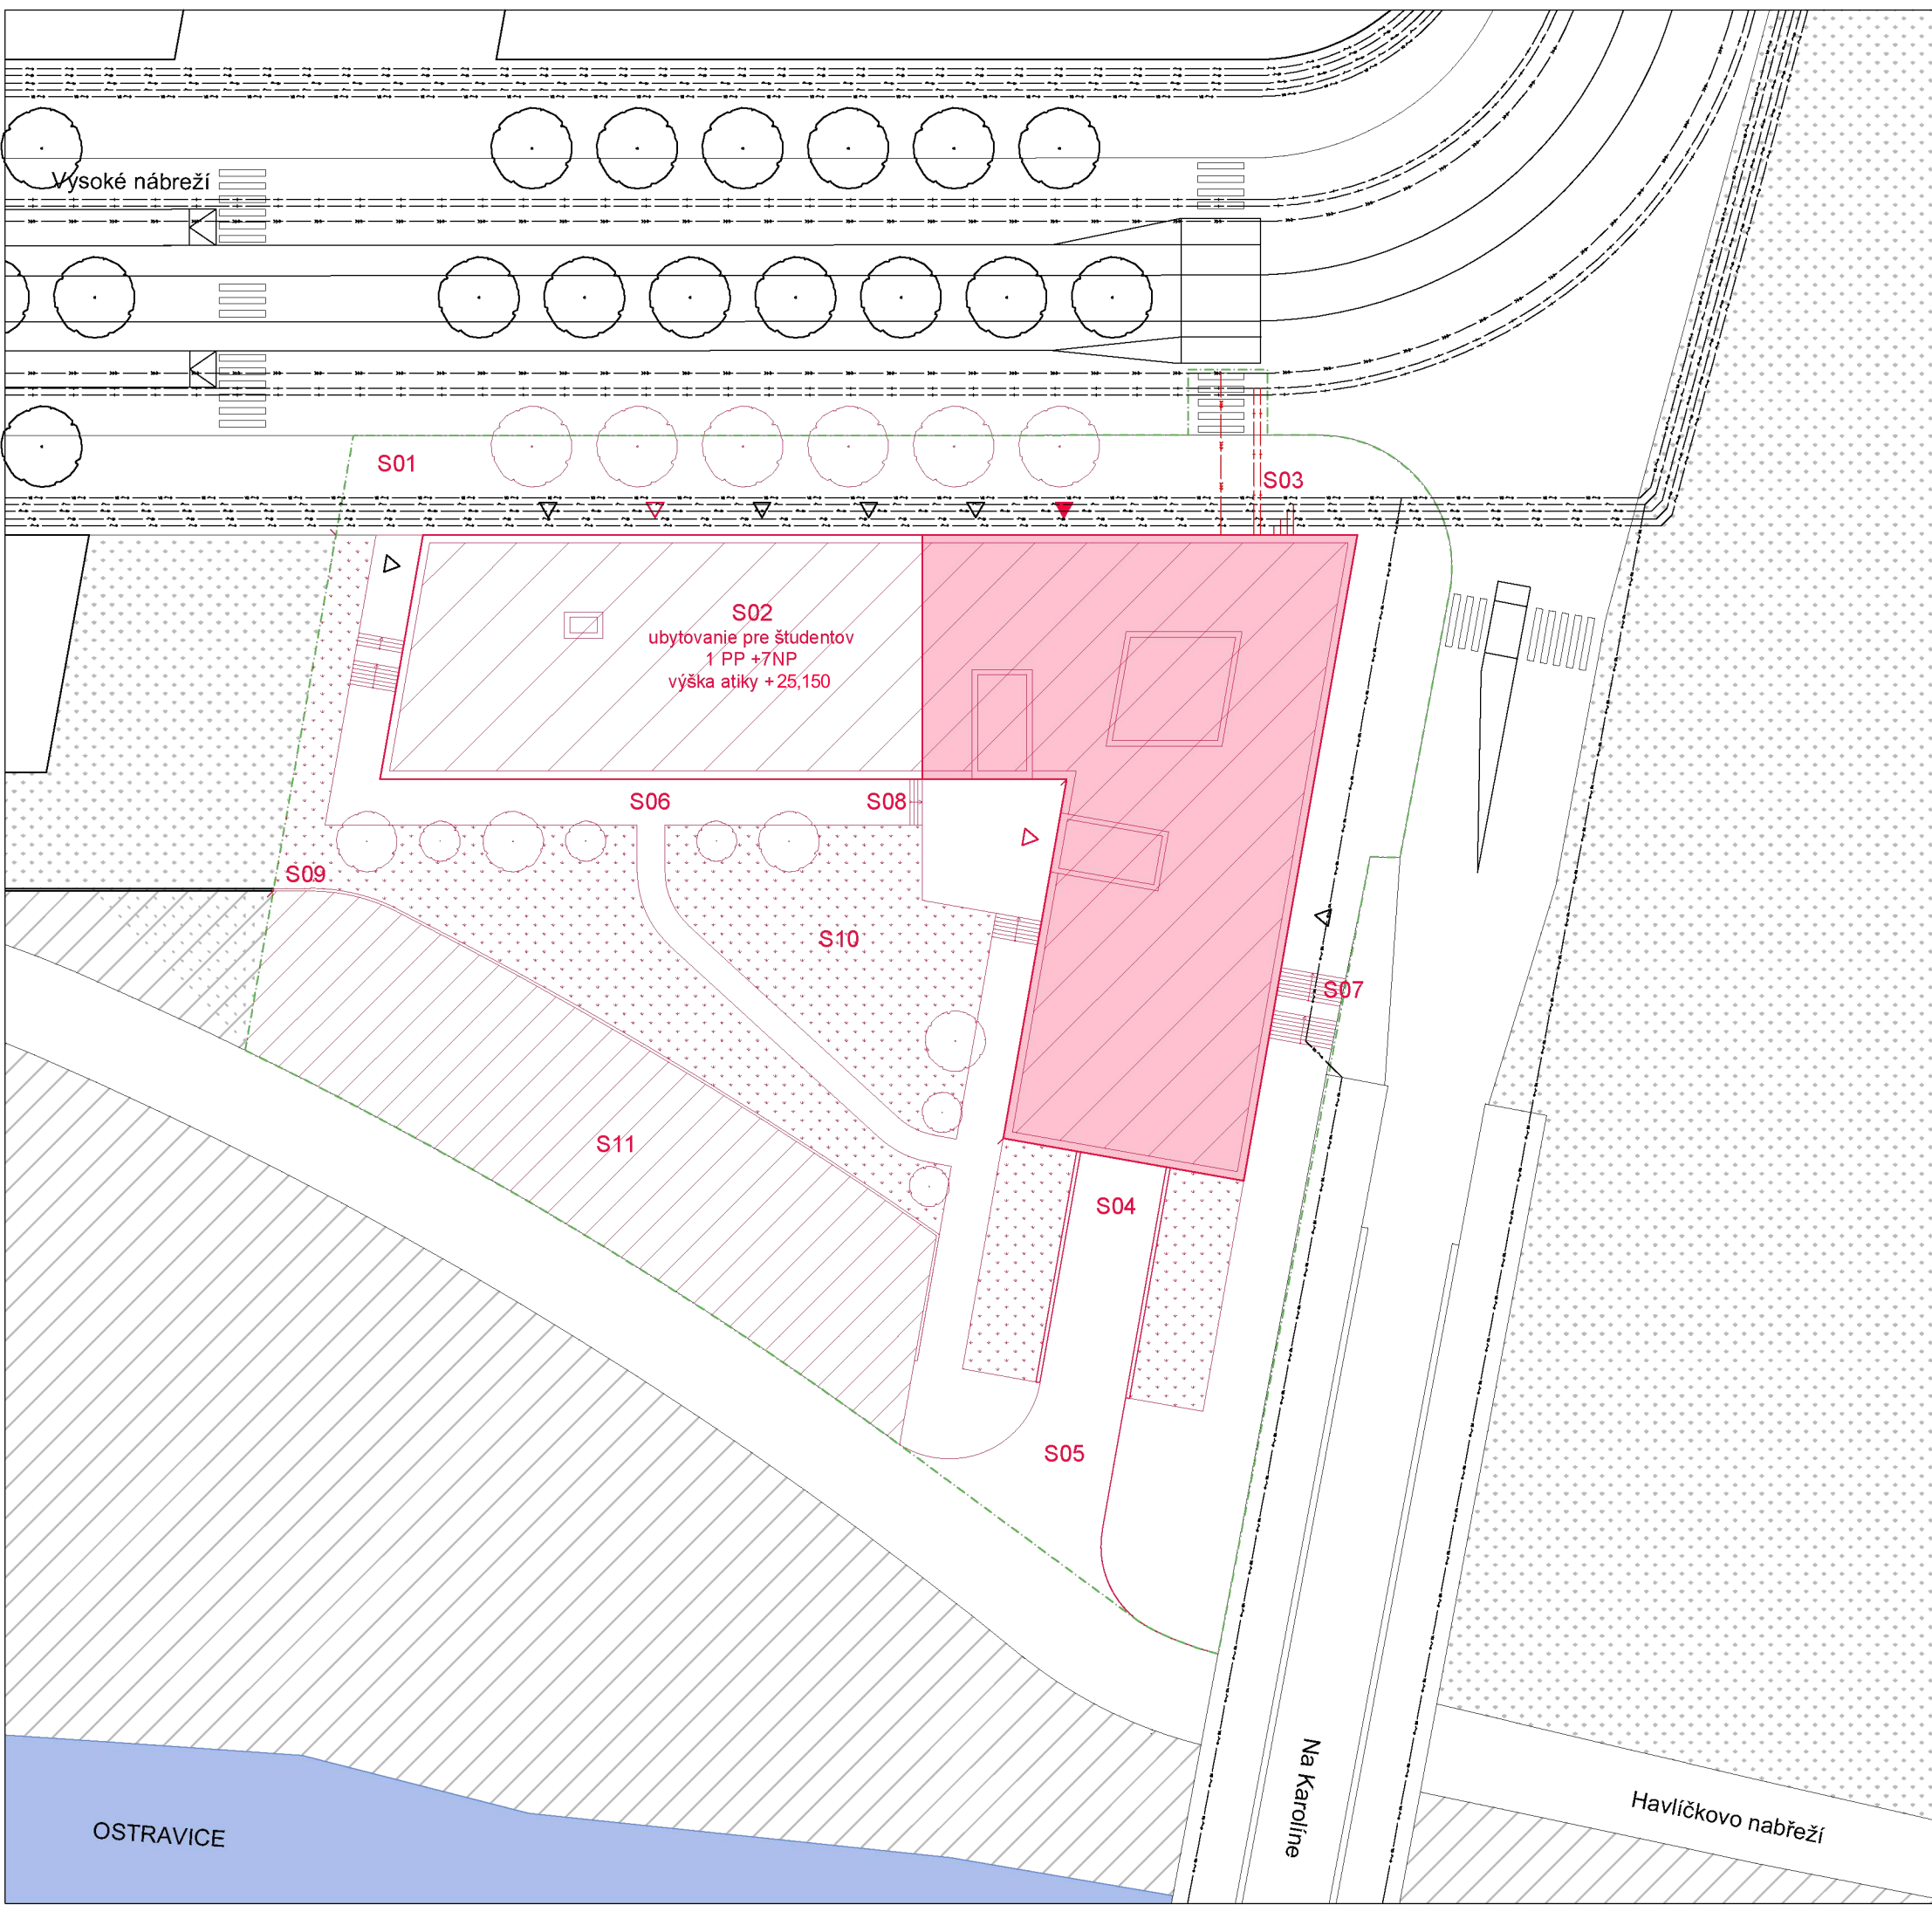 Vysoké nábreží
S01
S03
S02
ubytovanie pre študentov
1 PP +7NP
výška atiky +25,150
S06
S08
S09
S10
S07
S11
S04
S05
Na Karolíne
Havlíčkovo nabřeží
OSTRAVICE